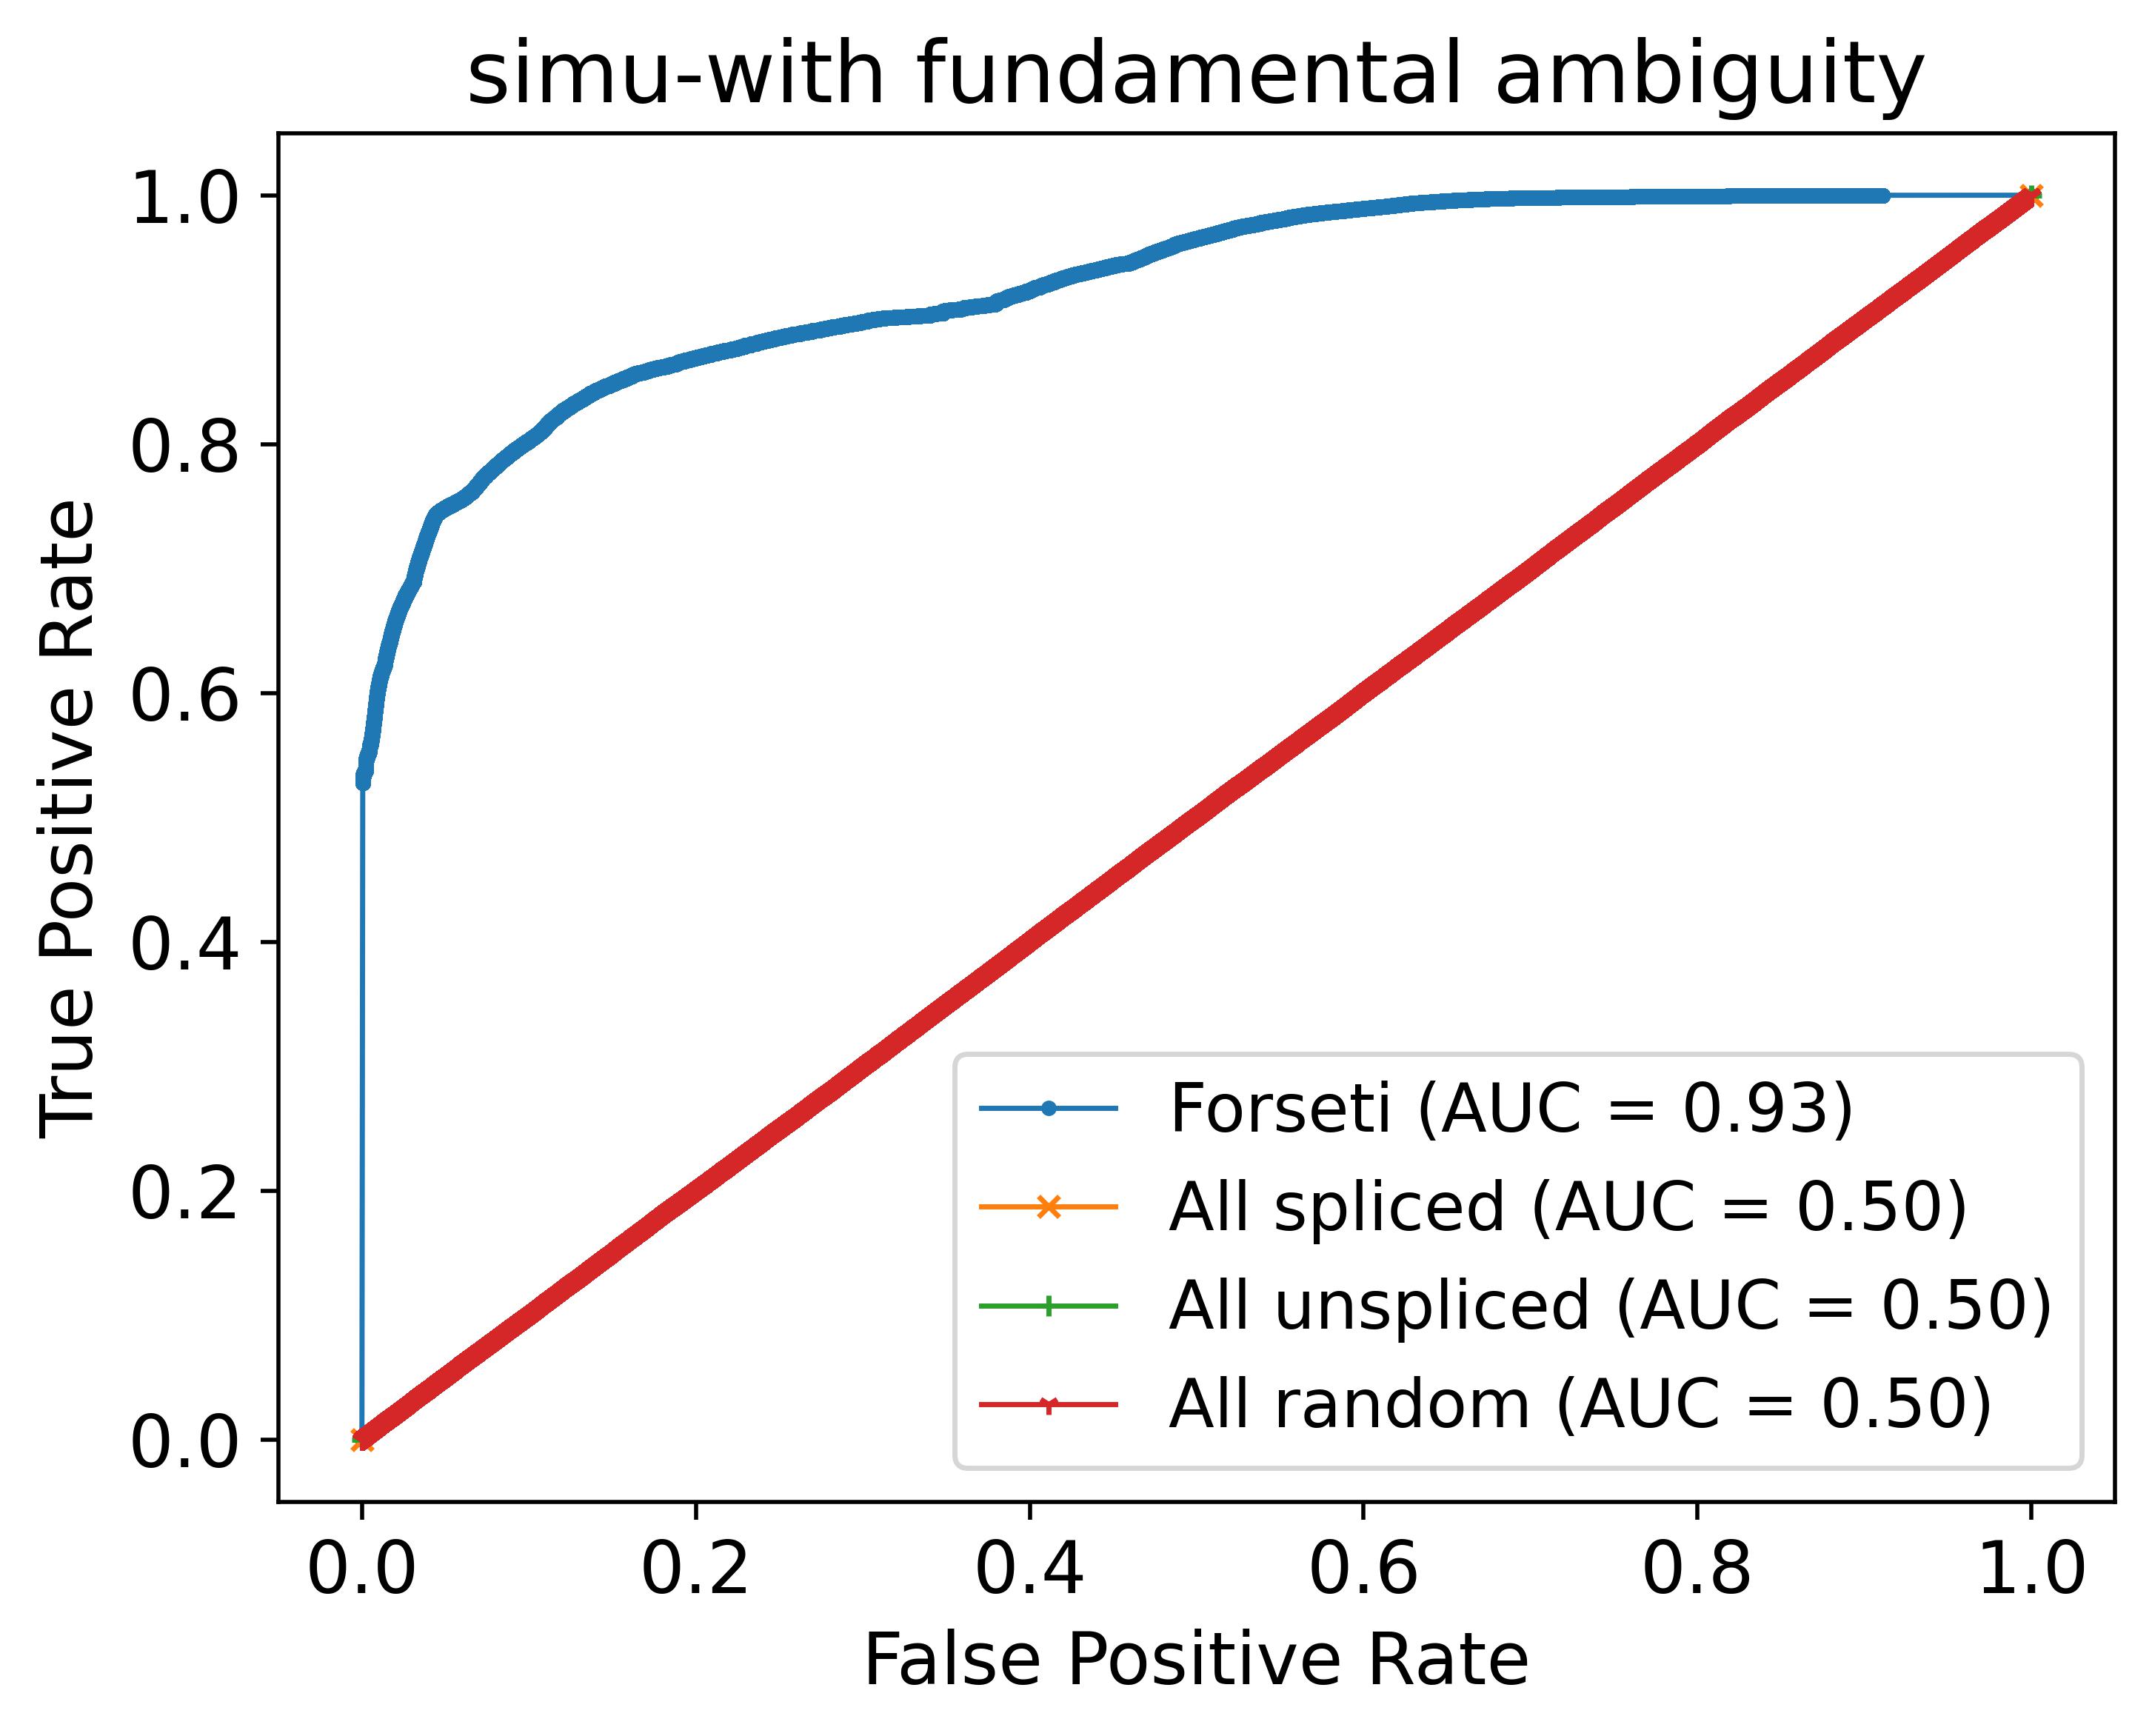 simu-with fundamental ambiguity
1.0
0.8
0.6
0.4
0.2
0.0
True Positive Rate
Forseti (AUC = 0.93)
All spliced (AUC = 0.50)
All unspliced (AUC = 0.50)
All random (AUC = 0.50)
0.0 0.2 0.4 0.6 0.8 1.0
False Positive Rate